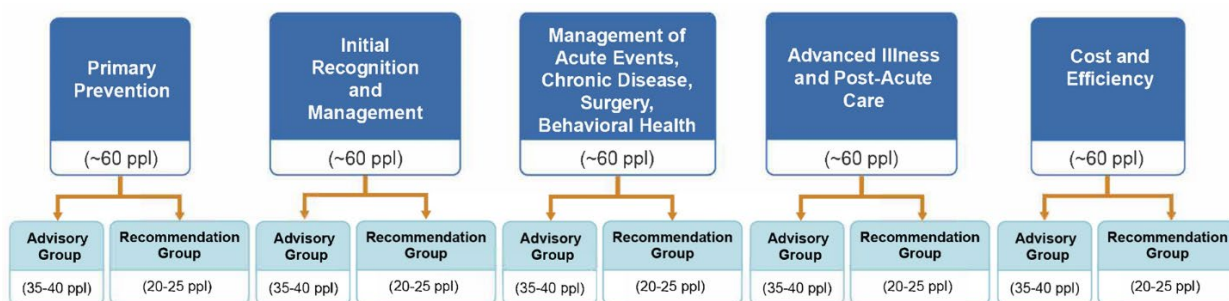 Primary
Prevention
(~60 ppl)
Initial
Recognition
and
Management
(~60 ppl)
Management of
Acute Events,
Chronic Disease,
Surgery,
Behavioral Health
(~60 ppl)
Advanced Illness
and Post-Acute
Care
(~60 ppl)
Cost and
Efficiency
(~60 ppl)
Advisory
Group
(35-40 ppl)
Recommendation
Group
(20-25 ppl)
Advisory
Group
(35-40 ppl)
Recommendation
Group
(20-25 ppl)
Advisory
Group
(35-40 ppl)
Recommendation
Group
(20-25 ppl)
Advisory
Group
(35-40 ppl)
Recommendation
Group
(20-25 ppl)
Advisory
Group
(35-40 ppl)
Recommendation
Group
(20-25 ppl)